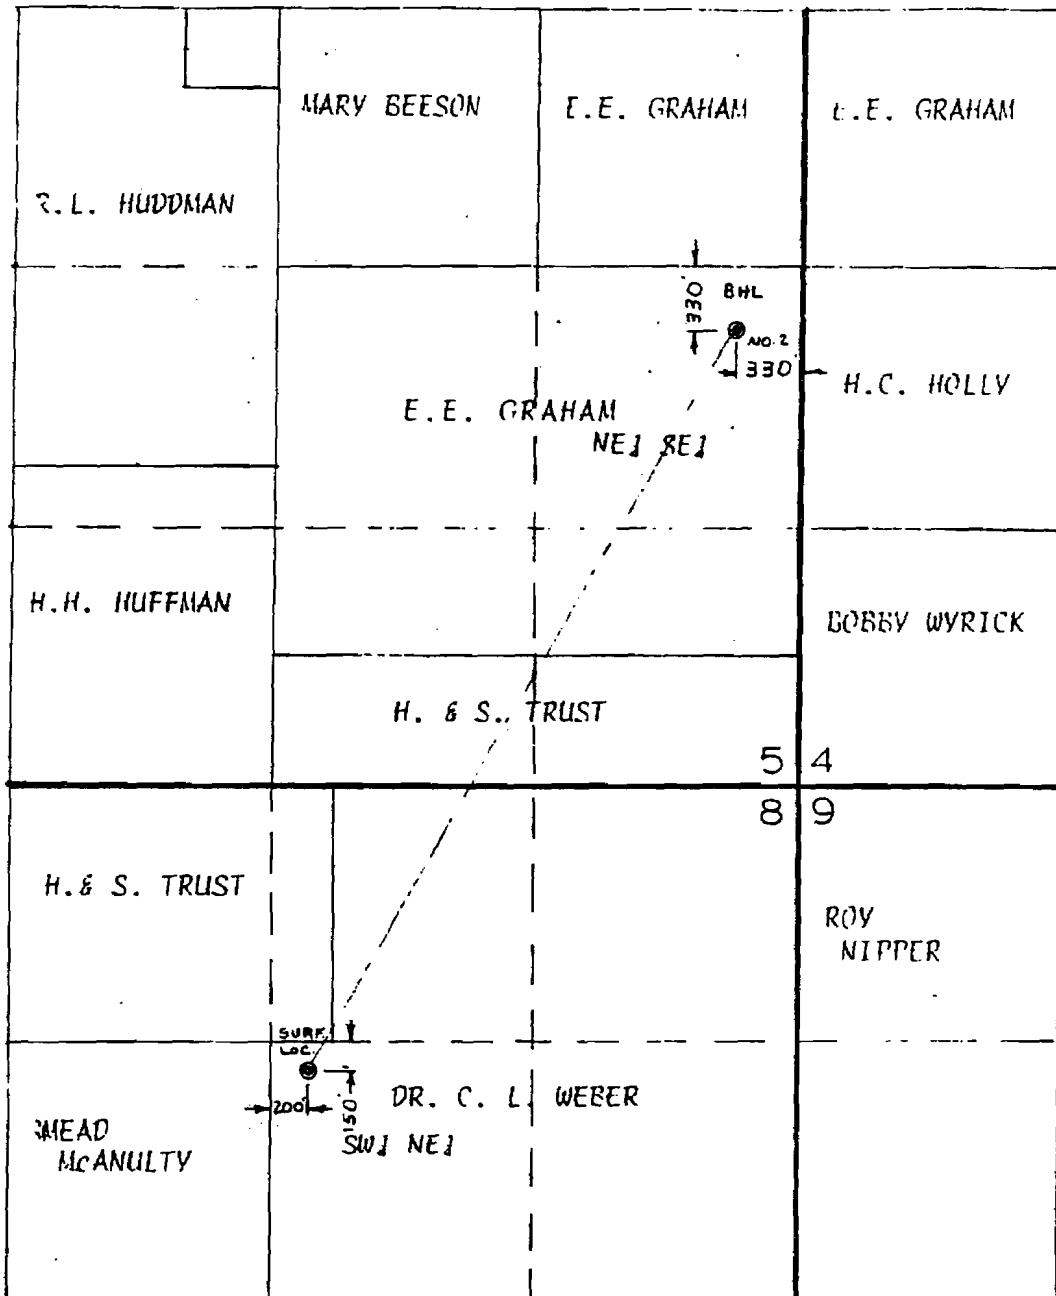 MARY BEESON
E.E. GRAHAM
E.E. GRAHAM
R.L. HUDDMAN
330'
BHL
NO. 2
330'
H.C. HOLLY
E.E. GRAHAM
NE¼ SE¼
H.H. HUFFMAN
BOBBY WYRICK
H. & S. TRUST
5 4
8 9
H. & S. TRUST
ROY
NIPPER
SURF.
LOC.
200'
150'
DR. C. L. WEBER
SW¼ NE¼
McANULTY